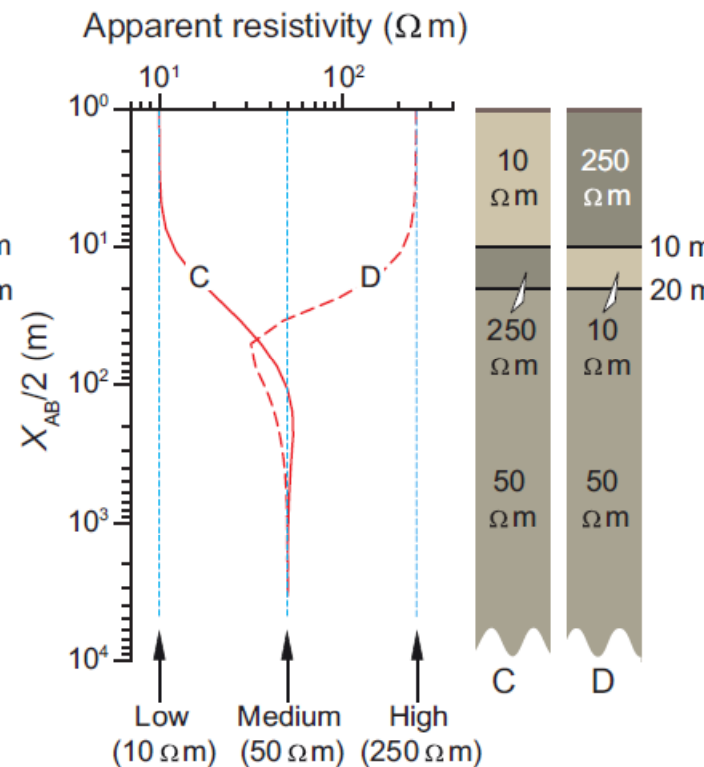 Apparent resistivity (Ω m)
10¹
10²
10⁰
10¹
10²
10³
10⁴
X_AB/2 (m)
C
D
m
m
10
Ω m
250
Ω m
10 m
20 m
250
Ω m
10
Ω m
50
Ω m
50
Ω m
C
D
Low
(10 Ω m)
Medium
(50 Ω m)
High
(250 Ω m)